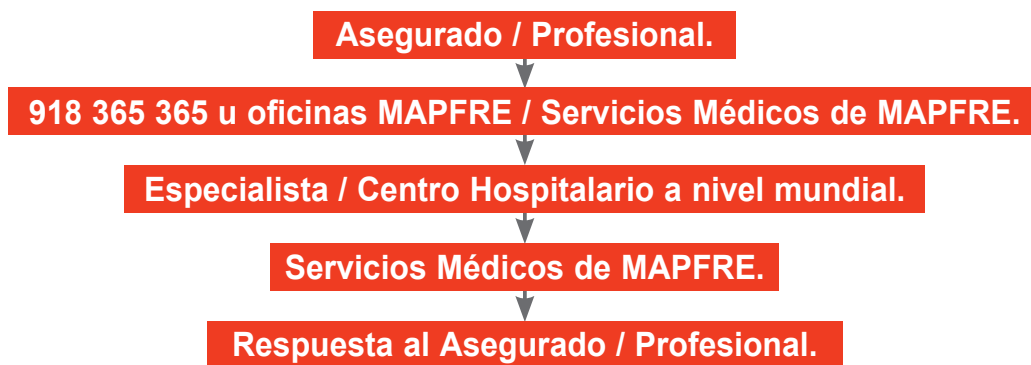 Asegurado / Profesional.
918 365 365 u oficinas MAPFRE / Servicios Médicos de MAPFRE.
Especialista / Centro Hospitalario a nivel mundial.
Servicios Médicos de MAPFRE.
Respuesta al Asegurado / Profesional.